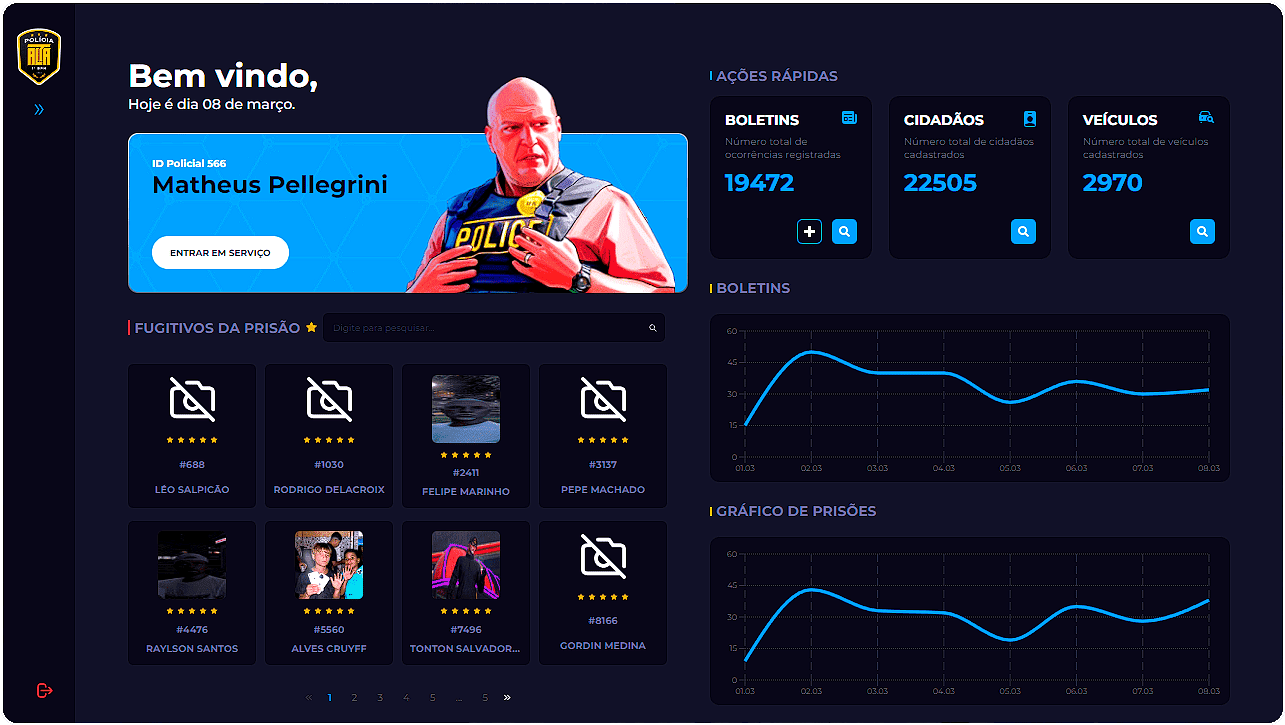 POLÍCIA
ALTA
Bem vindo,
Hoje é dia 08 de março.
ID Policial 566
Matheus Pellegrini
ENTRAR EM SERVIÇO
POLICE
FUGITIVOS DA PRISÃO
Digite para pesquisar...
#688
LÉO SALPICÃO
#1030
RODRIGO DELACROIX
#2411
FELIPE MARINHO
#3137
PEPE MACHADO
#4476
RAYLSON SANTOS
#5560
ALVES CRUYFF
#7496
TONTON SALVADOR...
#8166
GORDIN MEDINA
« 1 2 3 4 5 ... 5 »
AÇÕES RÁPIDAS
BOLETINS
Número total de
ocorrências registradas
19472
CIDADÃOS
Número total de cidadãos
cadastrados
22505
VEÍCULOS
Número total de veículos
cadastrados
2970
BOLETINS
60
45
30
15
0
01.03 02.03 03.03 04.03 05.03 06.03 07.03 08.03
GRÁFICO DE PRISÕES
60
45
30
15
0
01.03 02.03 03.03 04.03 05.03 06.03 07.03 08.03